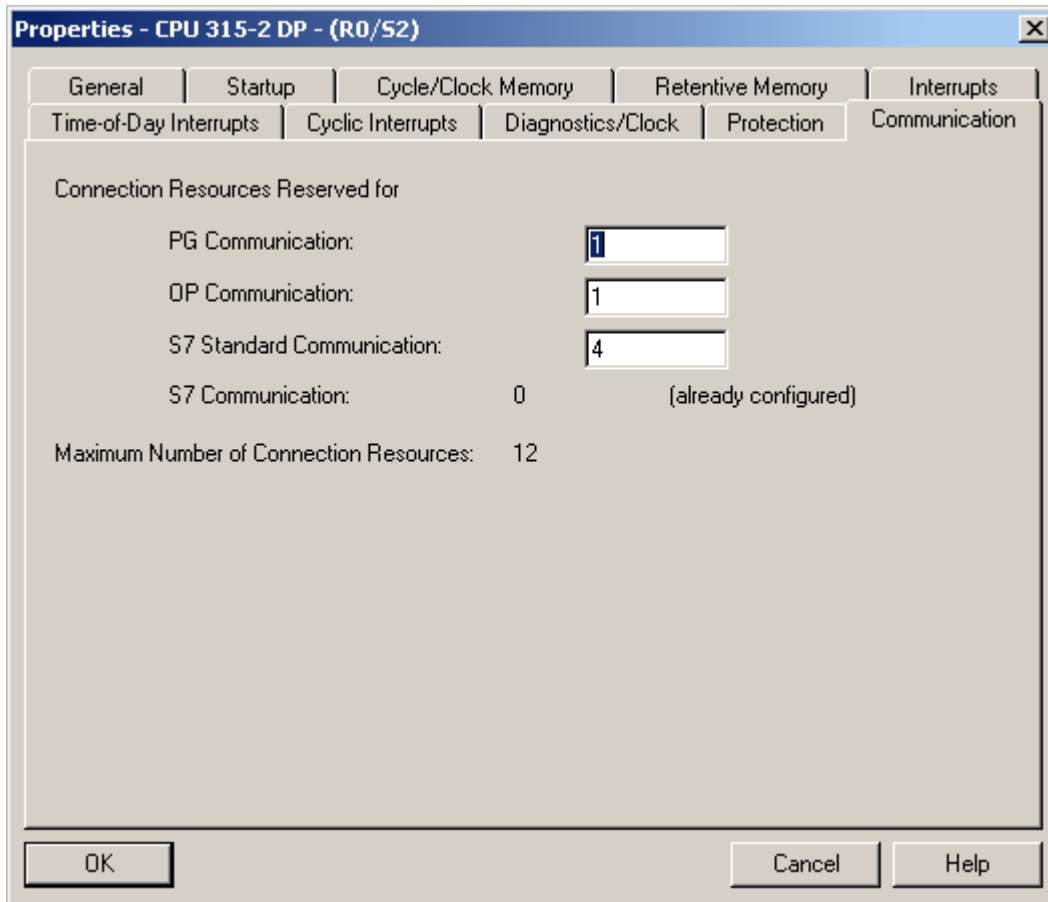 Properties - CPU 315-2 DP - (R0/S2)
General Startup Cycle/Clock Memory Retentive Memory Interrupts
Time-of-Day Interrupts Cyclic Interrupts Diagnostics/Clock Protection Communication
Connection Resources Reserved for
PG Communication: 1
OP Communication: 1
S7 Standard Communication: 4
S7 Communication: 0 (already configured)
Maximum Number of Connection Resources: 12
OK Cancel Help